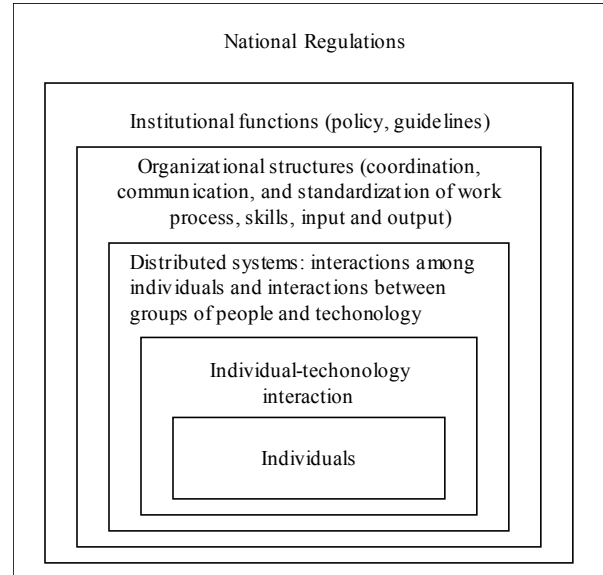 National Regulations
Institutional functions (policy, guidelines)
Organizational structures (coordination,
communication, and standardization of work
process, skills, input and output)
Distributed systems: interactions among
individuals and interactions between
groups of people and techonology
Individual-techonology
interaction
Individuals